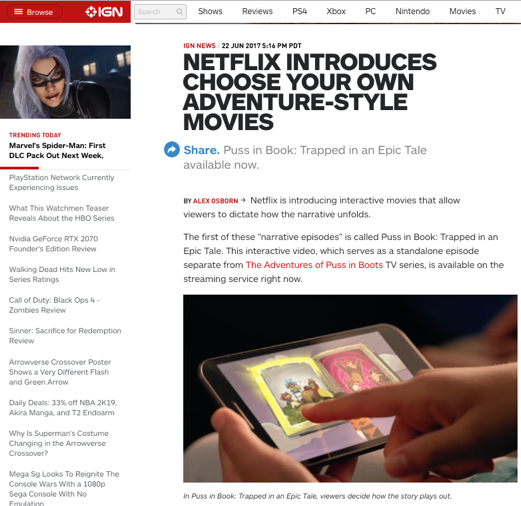 Browse
IGN
Search
Shows
Reviews
PS4
Xbox
PC
Nintendo
Movies
TV
TRENDING TODAY
Marvel's Spider-Man: First
DLC Pack Out Next Week,
PlayStation Network Currently
Experiencing Issues
What This Watchmen Teaser
Reveals About the HBO Series
Nvidia GeForce RTX 2070
Founder's Edition Review
Walking Dead Hits New Low in
Series Ratings
Call of Duty: Black Ops 4 -
Zombies Review
Sinner: Sacrifice for Redemption
Review
Arrowverse Crossover Poster
Shows a Very Different Flash
and Green Arrow
Daily Deals: 33% off NBA 2K19,
Akira Manga, and T2 Endoarm
Why Is Superman's Costume
Changing in the Arrowverse
Crossover?
Mega Sg Looks To Reignite The
Console Wars With a 1080p
Sega Console With No
Emulation
IGN NEWS / 22 JUN 2017 5:16 PM PDT
NETFLIX INTRODUCES
CHOOSE YOUR OWN
ADVENTURE-STYLE
MOVIES
Share. Puss in Book: Trapped in an Epic Tale
available now.
BY ALEX OSBORN → Netflix is introducing interactive movies that allow
viewers to dictate how the narrative unfolds.
The first of these "narrative episodes" is called Puss in Book: Trapped in an
Epic Tale. This interactive video, which serves as a standalone episode
separate from The Adventures of Puss in Boots TV series, is available on the
streaming service right now.
In Puss in Book: Trapped in an Epic Tale, viewers decide how the story plays out.